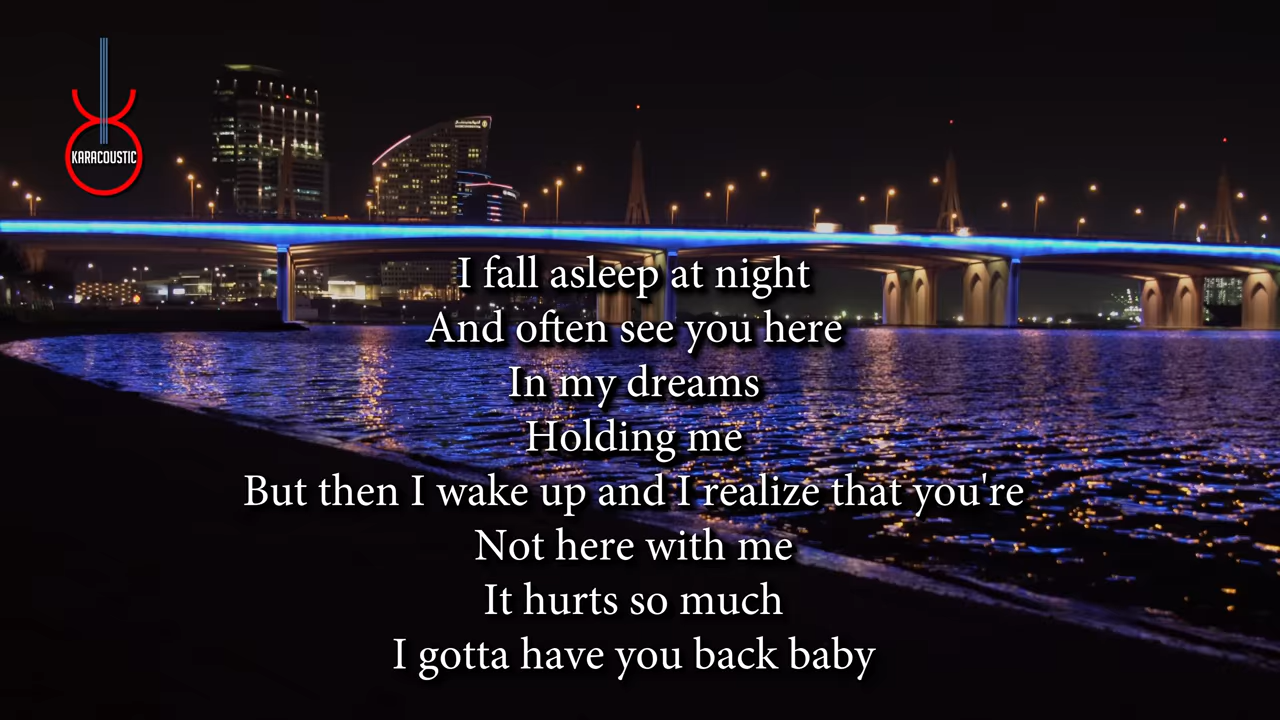 KARACOUSTIC
I fall asleep at night
And often see you here
In my dreams
Holding me
But then I wake up and I realize that you're
Not here with me
It hurts so much
I gotta have you back baby